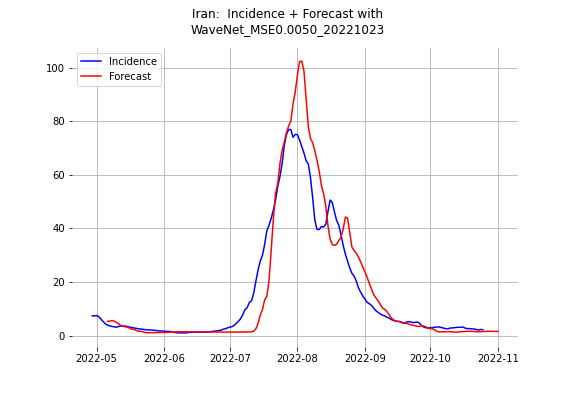 Iran:  Incidence + Forecast with
WaveNet_MSE0.0050_20221023
Incidence
Forecast
100
80
60
40
20
0
2022-05 2022-06 2022-07 2022-08 2022-09 2022-10 2022-11